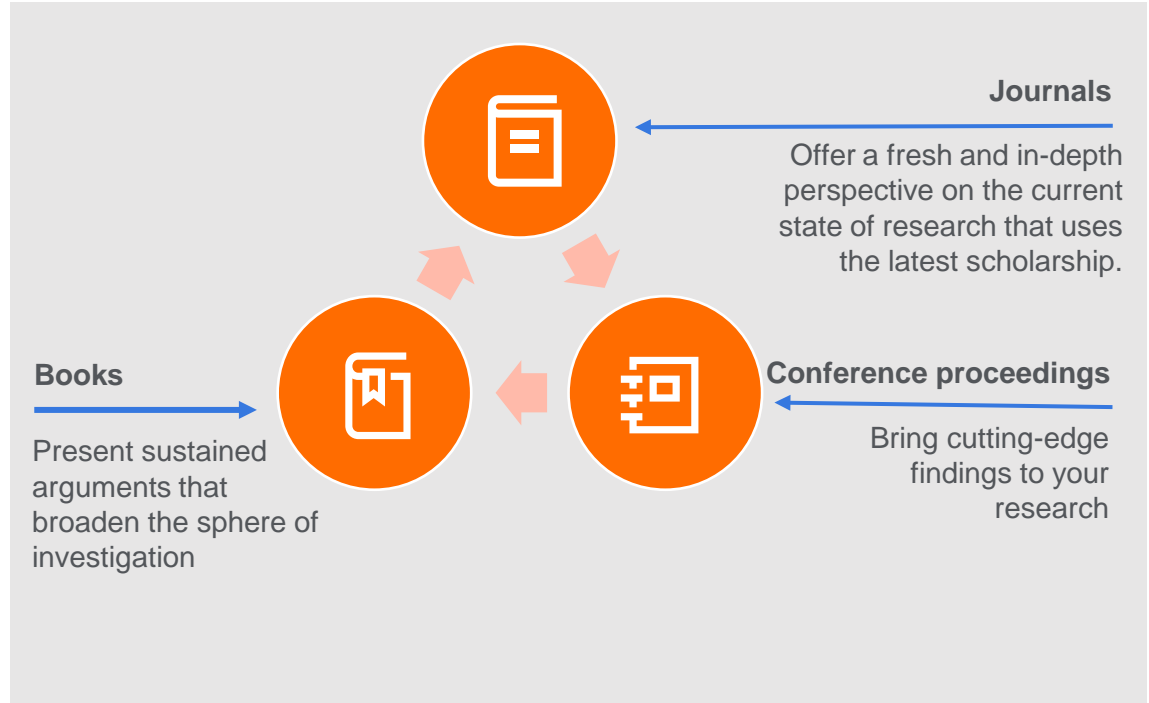 Journals
Offer a fresh and in-depth
perspective on the current
state of research that uses
the latest scholarship.
Books
Present sustained
arguments that
broaden the sphere of
investigation
Conference proceedings
Bring cutting-edge
findings to your
research